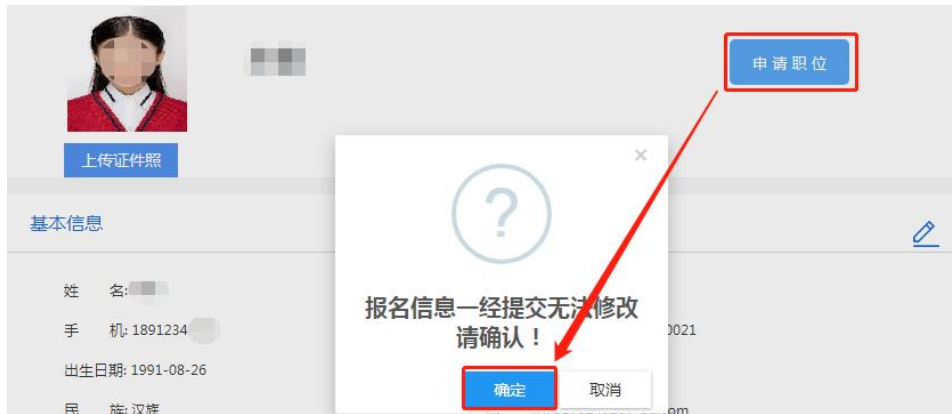 申请职位
上传证件照
×
?
基本信息
报名信息一经提交无法修改
请确认！
姓 名:
手 机: 1891234
0021
出生日期: 1991-08-26
确定
取消
民 族: 汉族
om